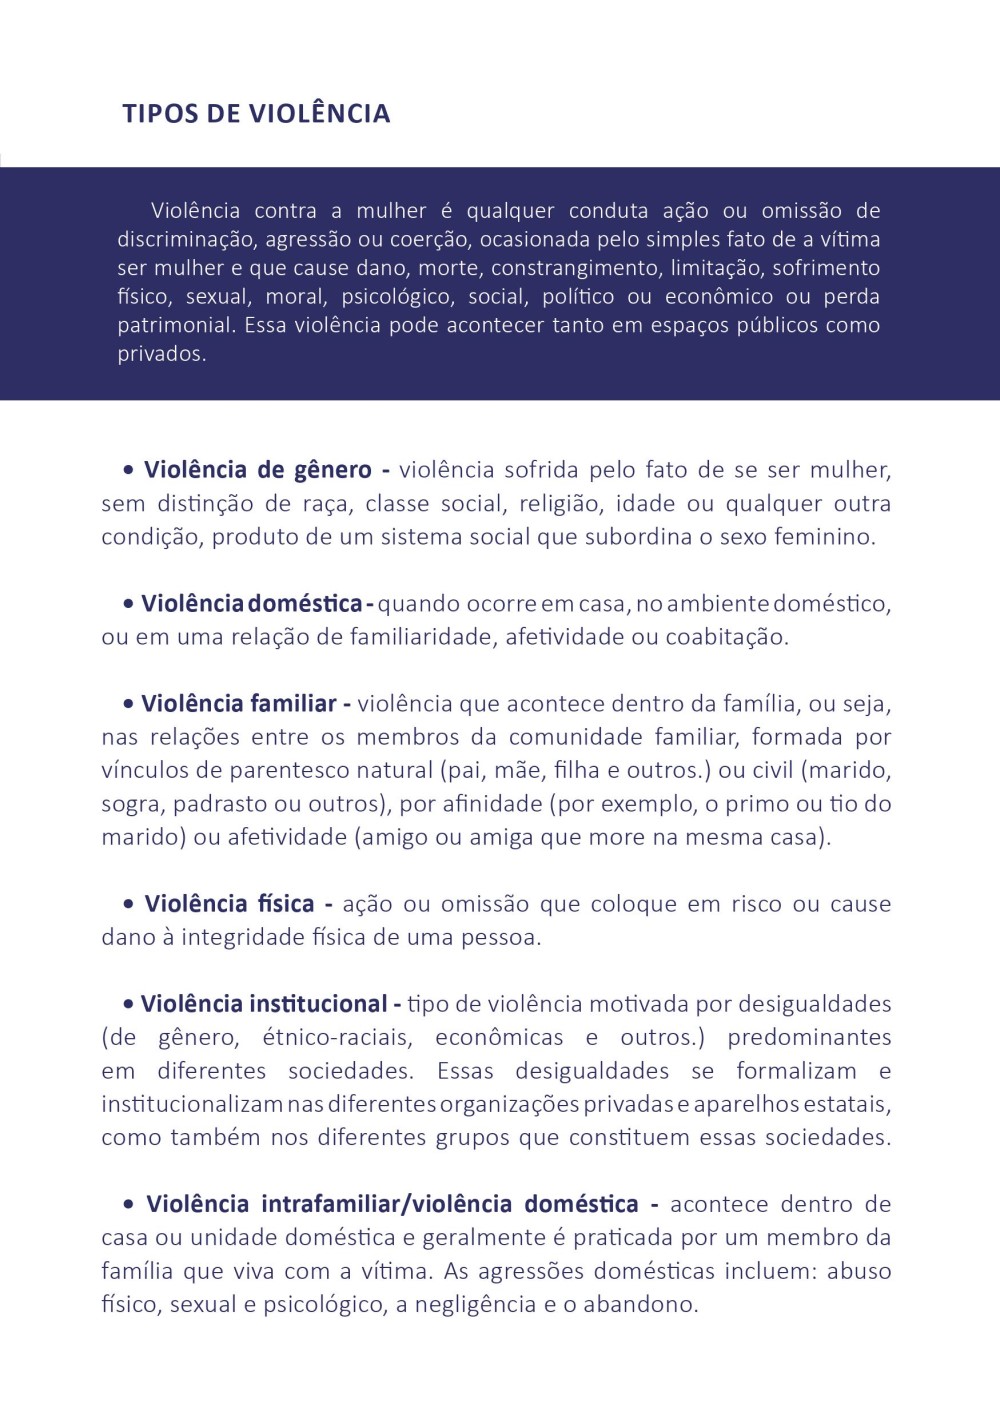 TIPOS DE VIOLÊNCIA
Violência contra a mulher é qualquer conduta ação ou omissão de
discriminação, agressão ou coerção, ocasionada pelo simples fato de a vítima
ser mulher e que cause dano, morte, constrangimento, limitação, sofrimento
físico, sexual, moral, psicológico, social, político ou econômico ou perda
patrimonial. Essa violência pode acontecer tanto em espaços públicos como
privados.
• Violência de gênero - violência sofrida pelo fato de se ser mulher,
sem distinção de raça, classe social, religião, idade ou qualquer outra
condição, produto de um sistema social que subordina o sexo feminino.
• Violência doméstica - quando ocorre em casa, no ambiente doméstico,
ou em uma relação de familiaridade, afetividade ou coabitação.
• Violência familiar - violência que acontece dentro da família, ou seja,
nas relações entre os membros da comunidade familiar, formada por
vínculos de parentesco natural (pai, mãe, filha e outros.) ou civil (marido,
sogra, padrasto ou outros), por afinidade (por exemplo, o primo ou tio do
marido) ou afetividade (amigo ou amiga que more na mesma casa).
• Violência física - ação ou omissão que coloque em risco ou cause
dano à integridade física de uma pessoa.
• Violência institucional - tipo de violência motivada por desigualdades
(de gênero, étnico-raciais, econômicas e outros.) predominantes
em diferentes sociedades. Essas desigualdades se formalizam e
institucionalizam nas diferentes organizações privadas e aparelhos estatais,
como também nos diferentes grupos que constituem essas sociedades.
• Violência intrafamiliar/violência doméstica - acontece dentro de
casa ou unidade doméstica e geralmente é praticada por um membro da
família que viva com a vítima. As agressões domésticas incluem: abuso
físico, sexual e psicológico, a negligência e o abandono.